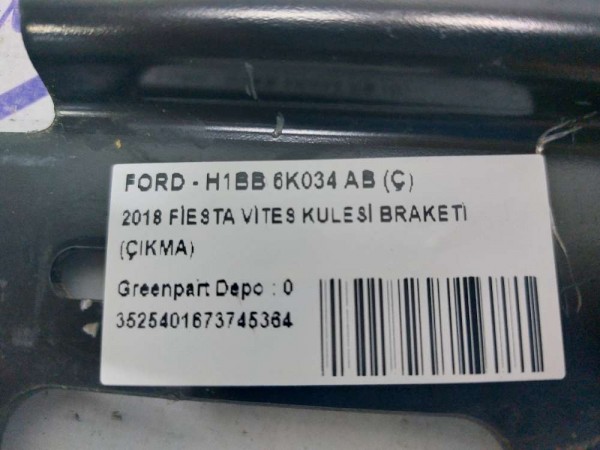 FORD - H1BB 6K034 AB (Ç)
2018 FİESTA VİTES KULESİ BRAKETİ
(ÇIKMA)
Greenpart Depo : 0
3525401673745364